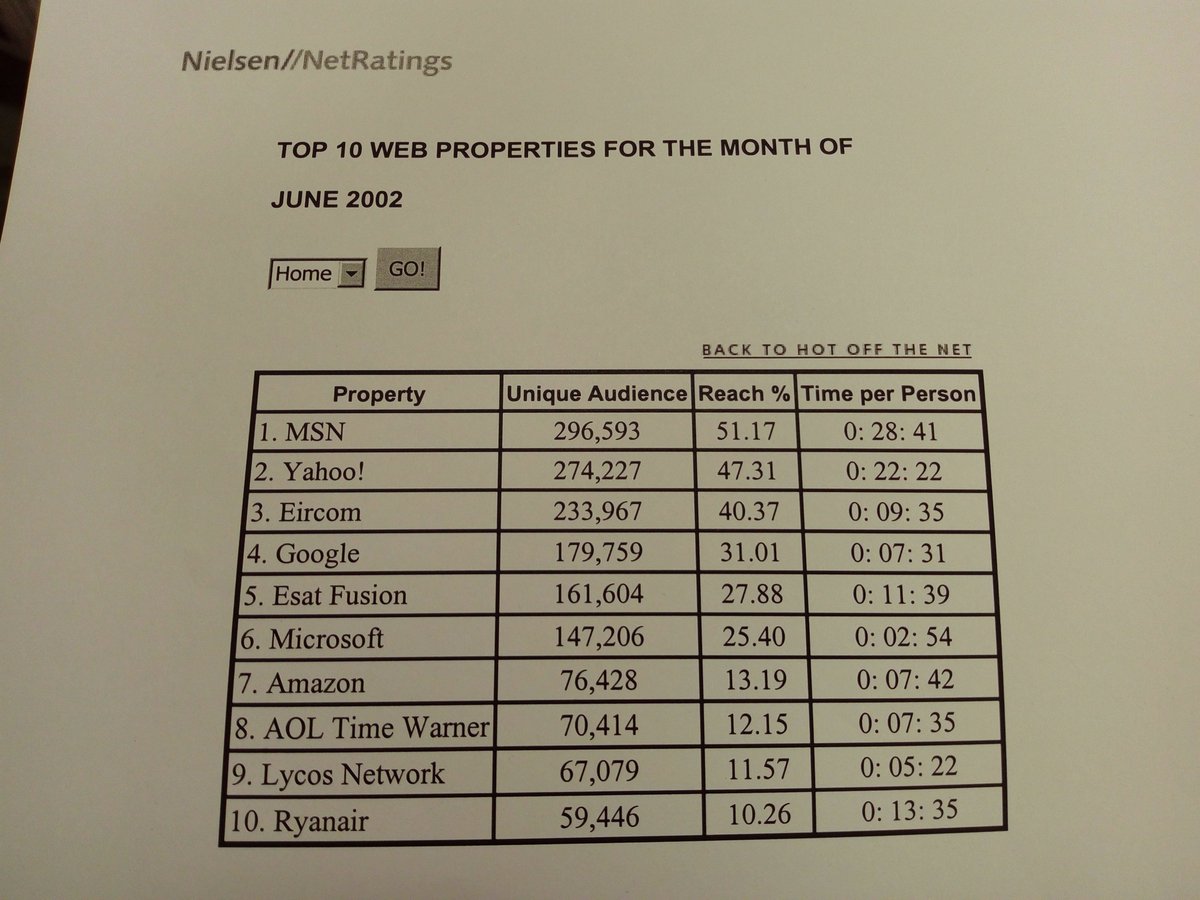 Nielsen//NetRatings
TOP 10 WEB PROPERTIES FOR THE MONTH OF
JUNE 2002
Home GO!
BACK TO HOT OFF THE NET
Property Unique Audience Reach % Time per Person
1. MSN 296,593 51.17 0: 28: 41
2. Yahoo! 274,227 47.31 0: 22: 22
3. Eircom 233,967 40.37 0: 09: 35
4. Google 179,759 31.01 0: 07: 31
5. Esat Fusion 161,604 27.88 0: 11: 39
6. Microsoft 147,206 25.40 0: 02: 54
7. Amazon 76,428 13.19 0: 07: 42
8. AOL Time Warner 70,414 12.15 0: 07: 35
9. Lycos Network 67,079 11.57 0: 05: 22
10. Ryanair 59,446 10.26 0: 13: 35